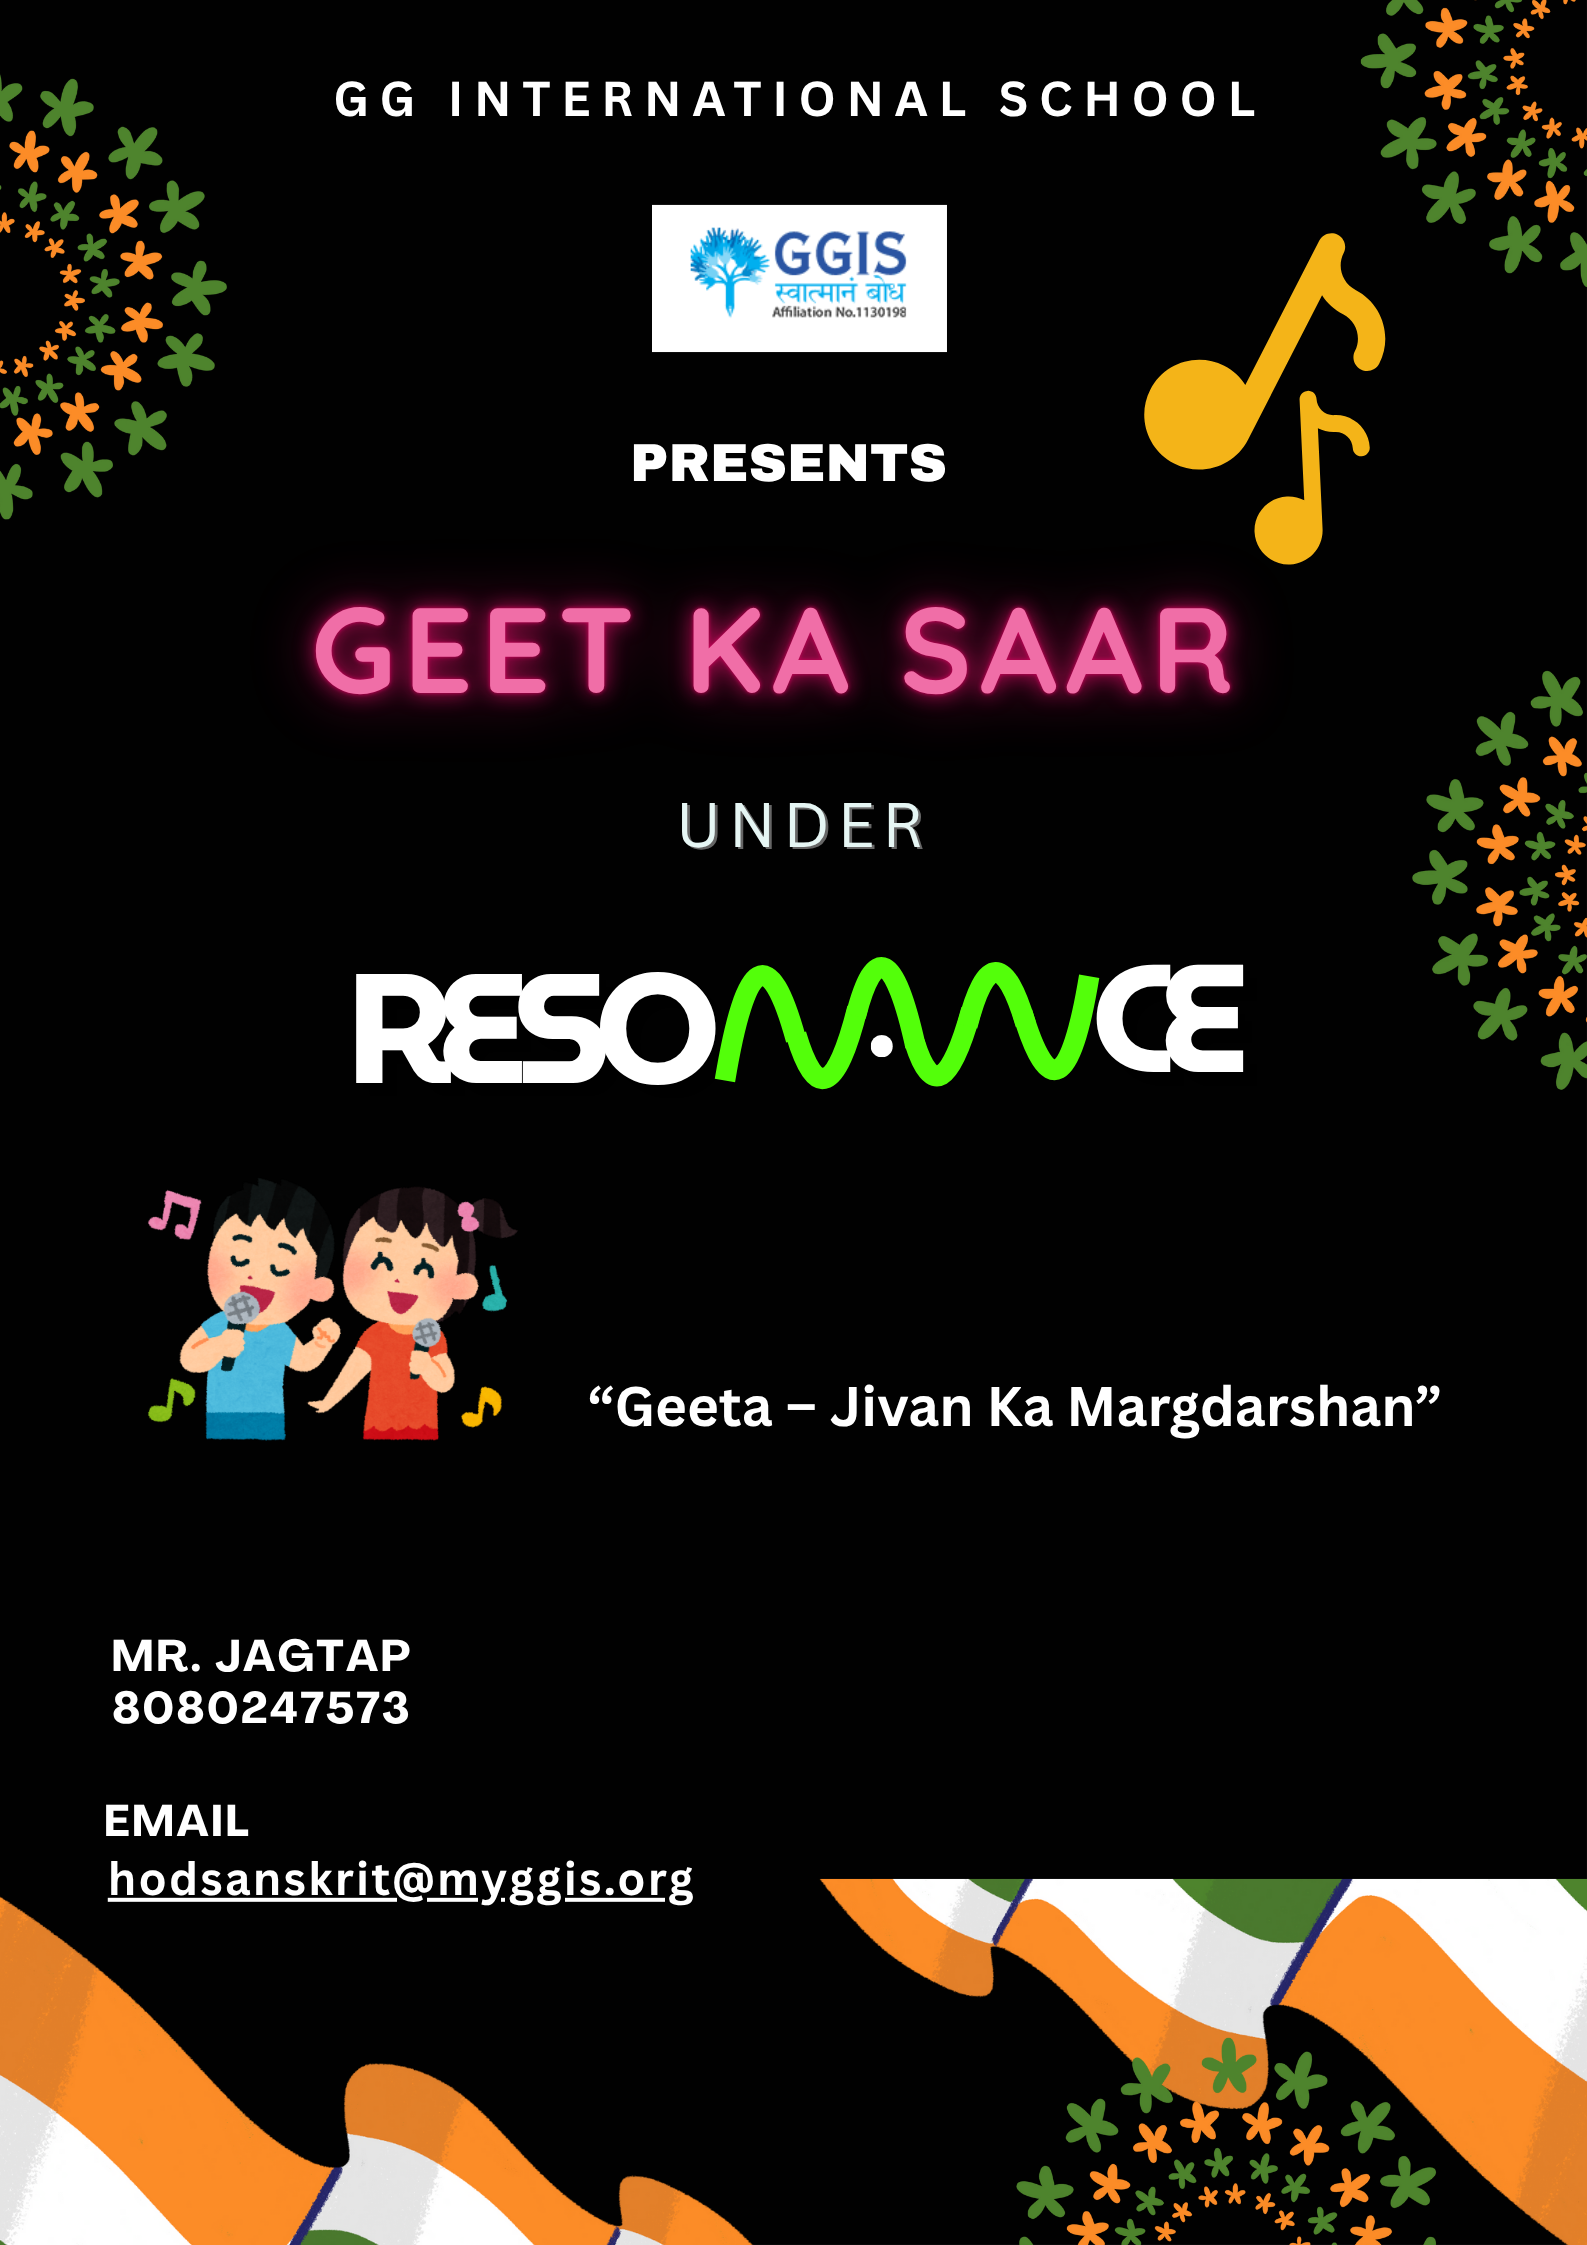 GG INTERNATIONAL SCHOOL
GGIS
स्वात्मानं बोध
Affiliation No.1130198
PRESENTS
GEET KA SAAR
UNDER
RESONANCE
“Geeta – Jivan Ka Margdarshan”
MR. JAGTAP
8080247573
EMAIL
hodsanskrit@myggis.org